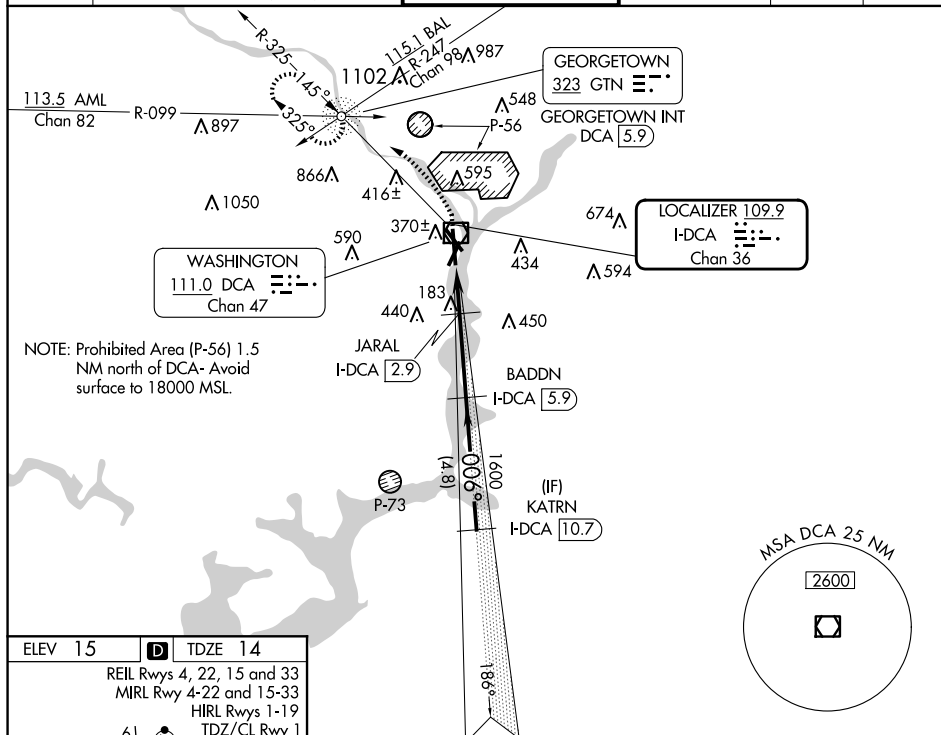 R-325
145°
325°
115.1 BAL
R-247
Chan 98
987
1102
GEORGETOWN
323 GTN
548
P-56
GEORGETOWN INT
DCA 5.9
113.5 AML
Chan 82
R-099
897
866
416±
595
1050
370±
590
674
434
594
LOCALIZER 109.9
I-DCA
Chan 36
WASHINGTON
111.0 DCA
Chan 47
183
440
450
NOTE: Prohibited Area (P-56) 1.5
NM north of DCA- Avoid
surface to 18000 MSL.
JARAL
I-DCA 2.9
BADDN
I-DCA 5.9
1600
006°
(4.8)
P-73
(IF)
KATRN
I-DCA 10.7
MSA DCA 25 NM
2600
186°
ELEV 15 D TDZE 14
REIL Rwys 4, 22, 15 and 33
MIRL Rwy 4-22 and 15-33
HIRL Rwys 1-19
TDZ/CL Rwy 1
61